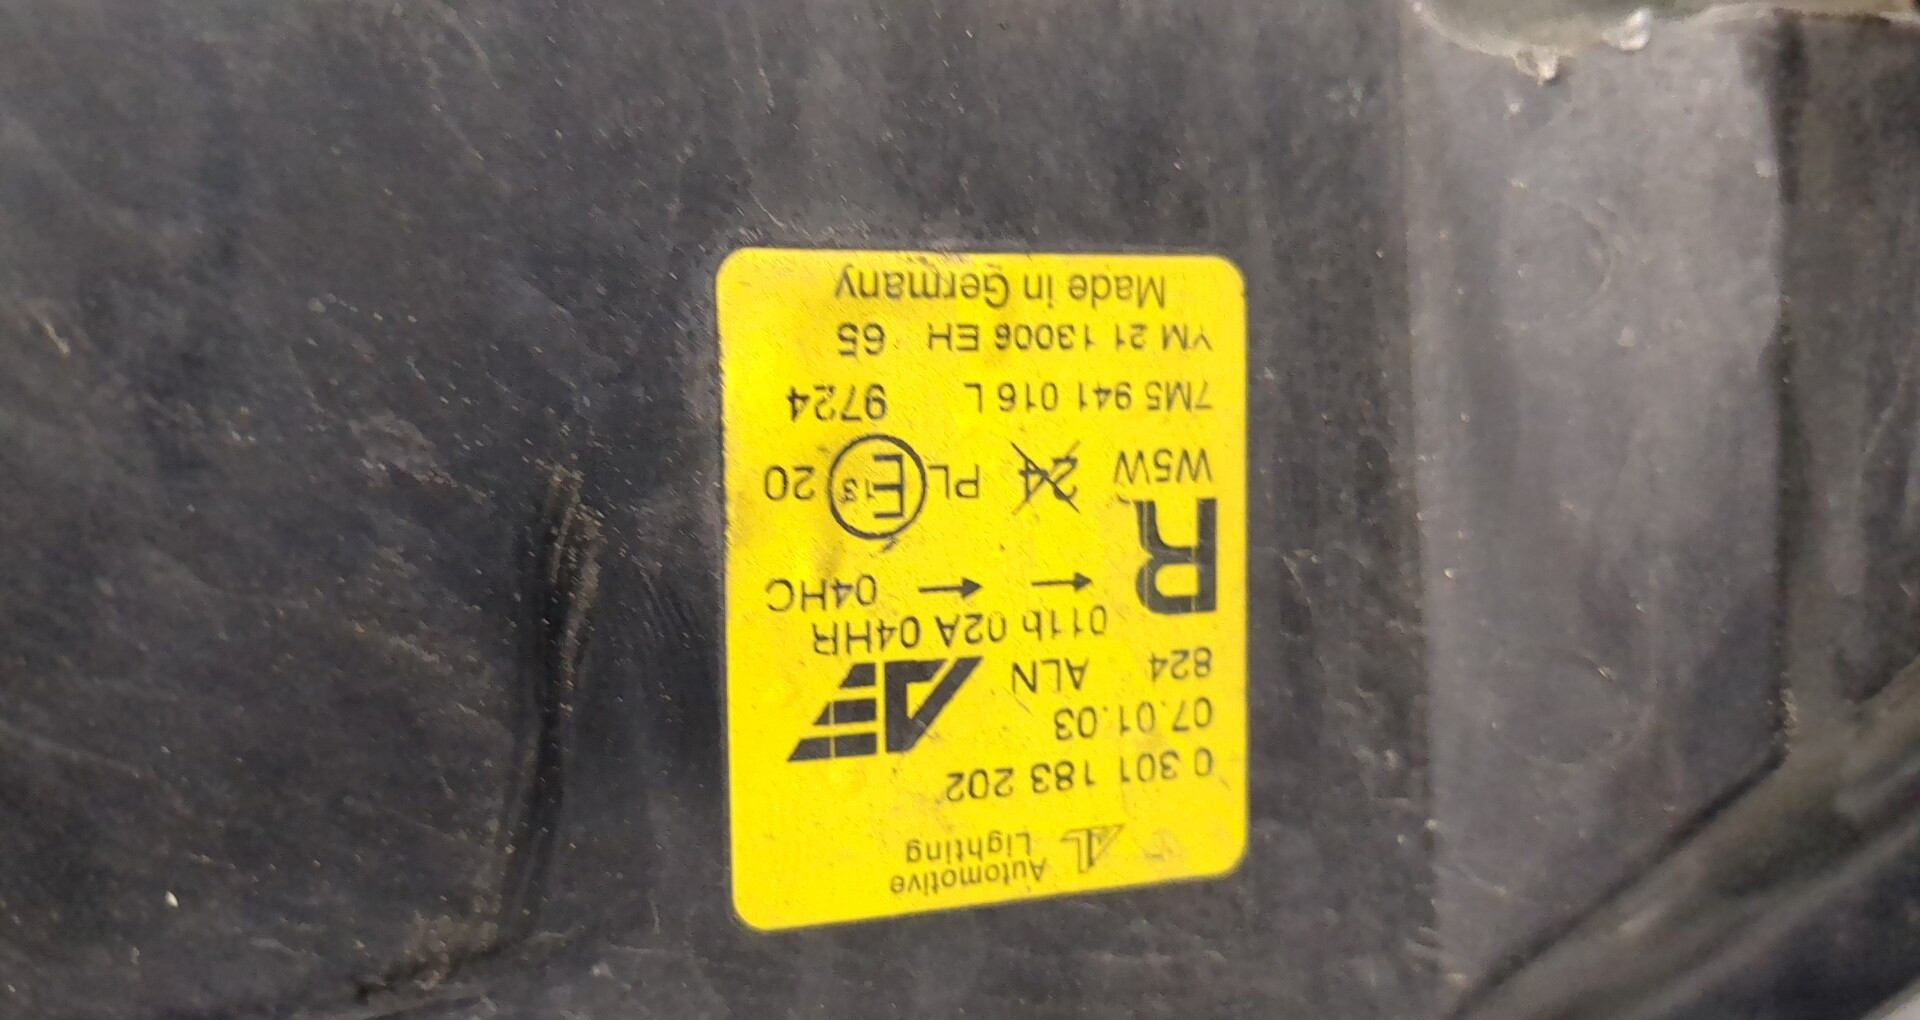 Automotive
Lighting
0 301 183 202
07.01.03
824 ALN
011b 02A 04HR
R → → 04HC
W5W 24 PL E13 20
7M5 941 016 L 9724
YM 21 13006 EH 65
Made in Germany